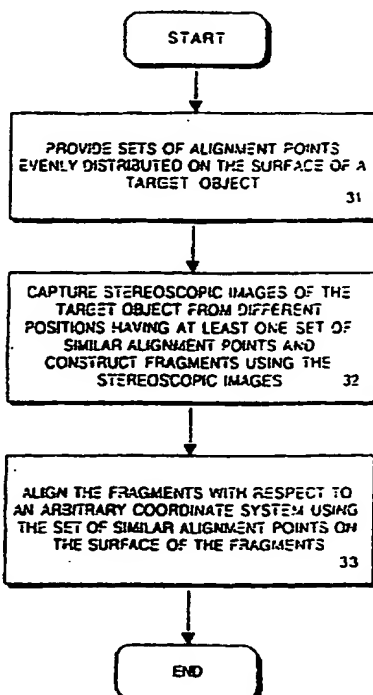 START
PROVIDE SETS OF ALIGNMENT POINTS
EVENLY DISTRIBUTED ON THE SURFACE OF A
TARGET OBJECT
31
CAPTURE STEREOSCOPIC IMAGES OF THE
TARGET OBJECT FROM DIFFERENT
POSITIONS HAVING AT LEAST ONE SET OF
SIMILAR ALIGNMENT POINTS AND
CONSTRUCT FRAGMENTS USING THE
STEREOSCOPIC IMAGES
32
ALIGN THE FRAGMENTS WITH RESPECT TO
AN ARBITRARY COORDINATE SYSTEM USING
THE SET OF SIMILAR ALIGNMENT POINTS ON
THE SURFACE OF THE FRAGMENTS
33
END